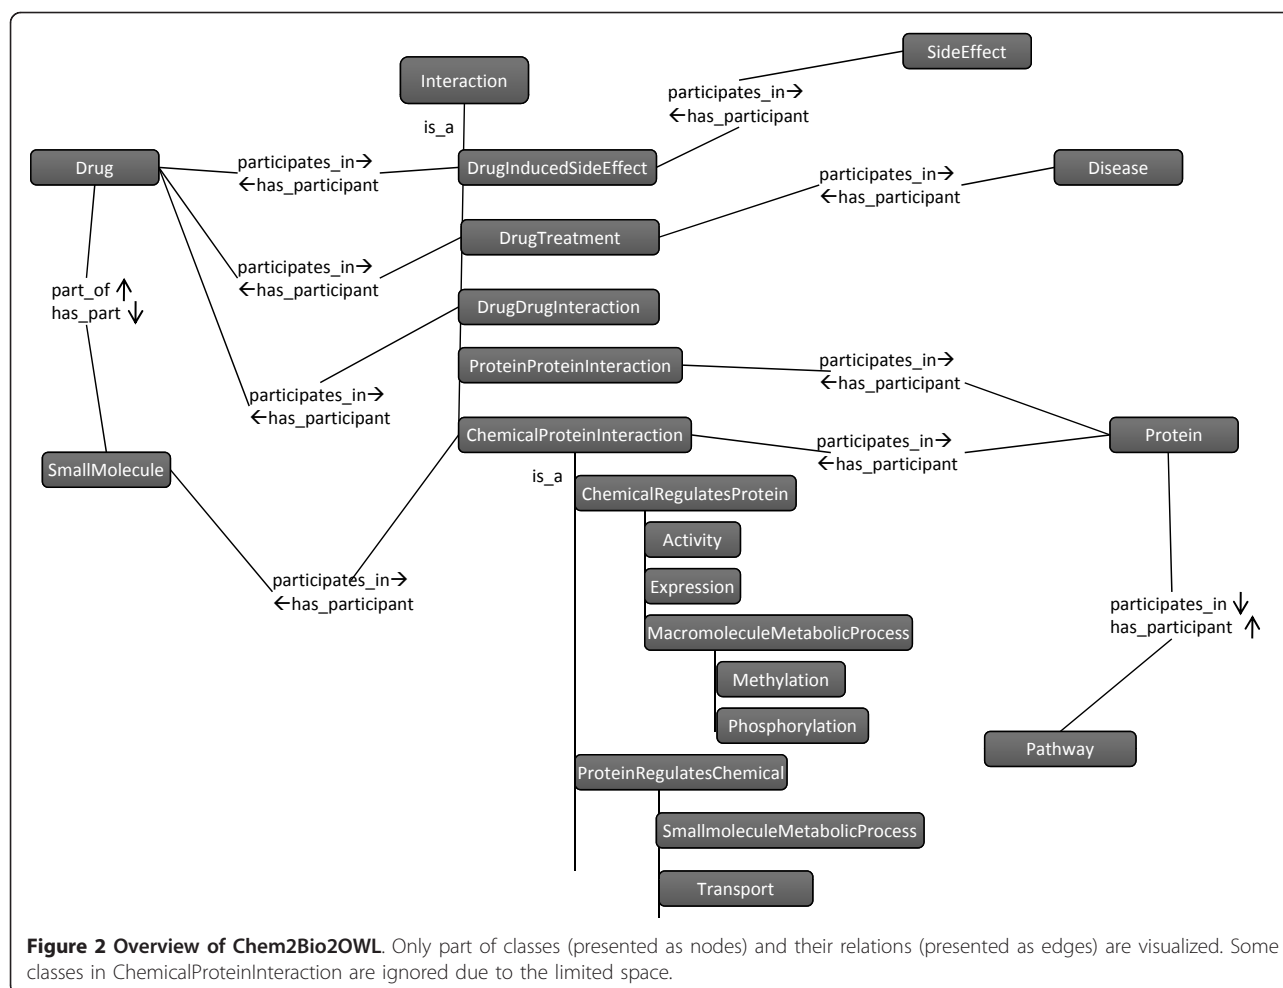 SideEffect
Interaction
participates_in→
←has_participant
is_a
Drug
participates_in→
←has_participant
DrugInducedSideEffect
participates_in→
←has_participant
Disease
DrugTreatment
participates_in→
←has_participant
part_of ↑
has_part ↓
DrugDrugInteraction
ProteinProteinInteraction
participates_in→
←has_participant
participates_in→
←has_participant
ChemicalProteinInteraction
participates_in→
←has_participant
Protein
SmallMolecule
is_a
ChemicalRegulatesProtein
Activity
participates_in→
←has_participant
Expression
participates_in ↓
has_participant ↑
MacromoleculeMetabolicProcess
Methylation
Phosphorylation
Pathway
ProteinRegulatesChemical
SmallmoleculeMetabolicProcess
Transport
Figure 2 Overview of Chem2Bio2OWL. Only part of classes (presented as nodes) and their relations (presented as edges) are visualized. Some
classes in ChemicalProteinInteraction are ignored due to the limited space.